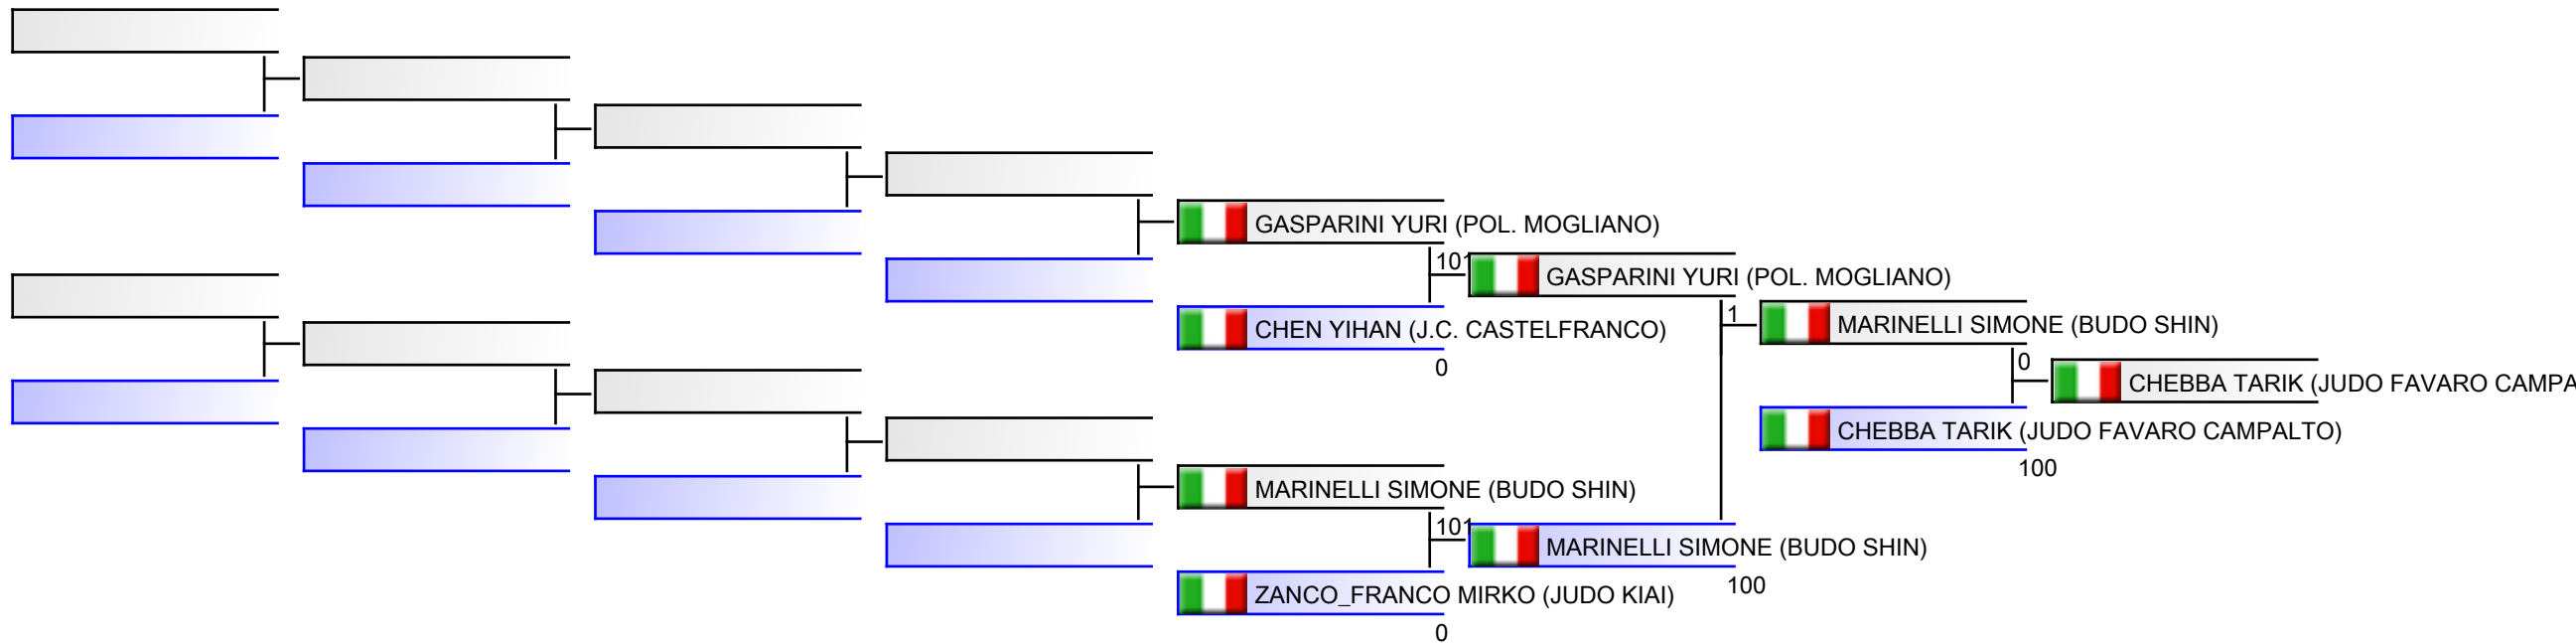 GASPARINI YURI (POL. MOGLIANO)
101
GASPARINI YURI (POL. MOGLIANO)
CHEN YIHAN (J.C. CASTELFRANCO)
0
1
MARINELLI SIMONE (BUDO SHIN)
0
CHEBBA TARIK (JUDO FAVARO CAMPA
CHEBBA TARIK (JUDO FAVARO CAMPALTO)
100
MARINELLI SIMONE (BUDO SHIN)
101
MARINELLI SIMONE (BUDO SHIN)
100
ZANCO_FRANCO MIRKO (JUDO KIAI)
0